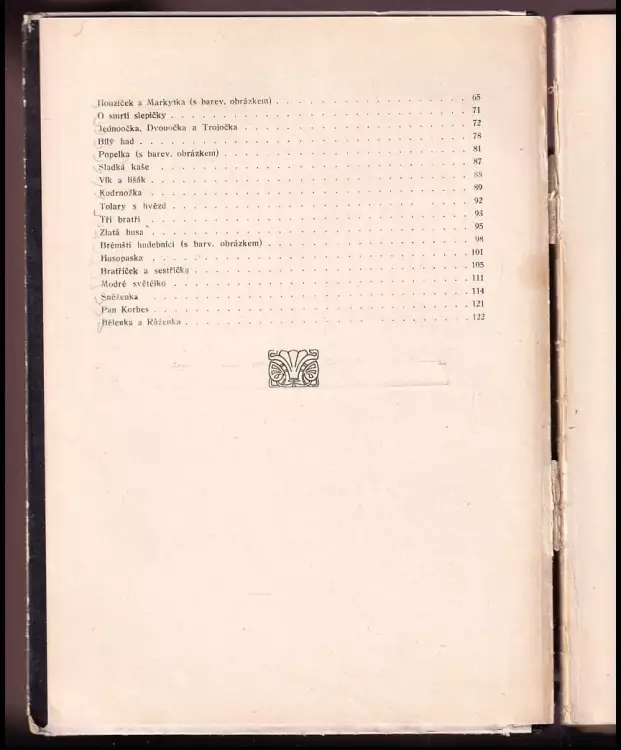 Houzíček a Markytka (s barev. obrázkem) . . . . . . . . . . . . . . . . . . 65
O smrti slepičky . . . . . . . . . . . . . . . . . . . . . . . . 71
Jednoočka, Dvouočka a Trojočka . . . . . . . . . . . . . . . . . . . . 72
Bílý had . . . . . . . . . . . . . . . . . . . . . . . . . . 78
Popelka (s barev. obrázkem) . . . . . . . . . . . . . . . . . . . . . 81
Sladká kaše . . . . . . . . . . . . . . . . . . . . . . . . . 87
Vlk a lišák . . . . . . . . . . . . . . . . . . . . . . . . . 88
Kudrnožka . . . . . . . . . . . . . . . . . . . . . . . . . 89
Tolary s hvězd . . . . . . . . . . . . . . . . . . . . . . . . 92
Tři bratři . . . . . . . . . . . . . . . . . . . . . . . . . 93
Zlatá husa . . . . . . . . . . . . . . . . . . . . . . . . . 95
Brémští hudebníci (s barv. obrázkem) . . . . . . . . . . . . . . . . . . 98
Husopaska . . . . . . . . . . . . . . . . . . . . . . . . . 101
Bratříček a sestřička . . . . . . . . . . . . . . . . . . . . . . 105
Modré světélko . . . . . . . . . . . . . . . . . . . . . . . . 111
Sněženka . . . . . . . . . . . . . . . . . . . . . . . . . . 114
Pan Korbes . . . . . . . . . . . . . . . . . . . . . . . . . 121
Bělenka a Růženka . . . . . . . . . . . . . . . . . . . . . . . 122